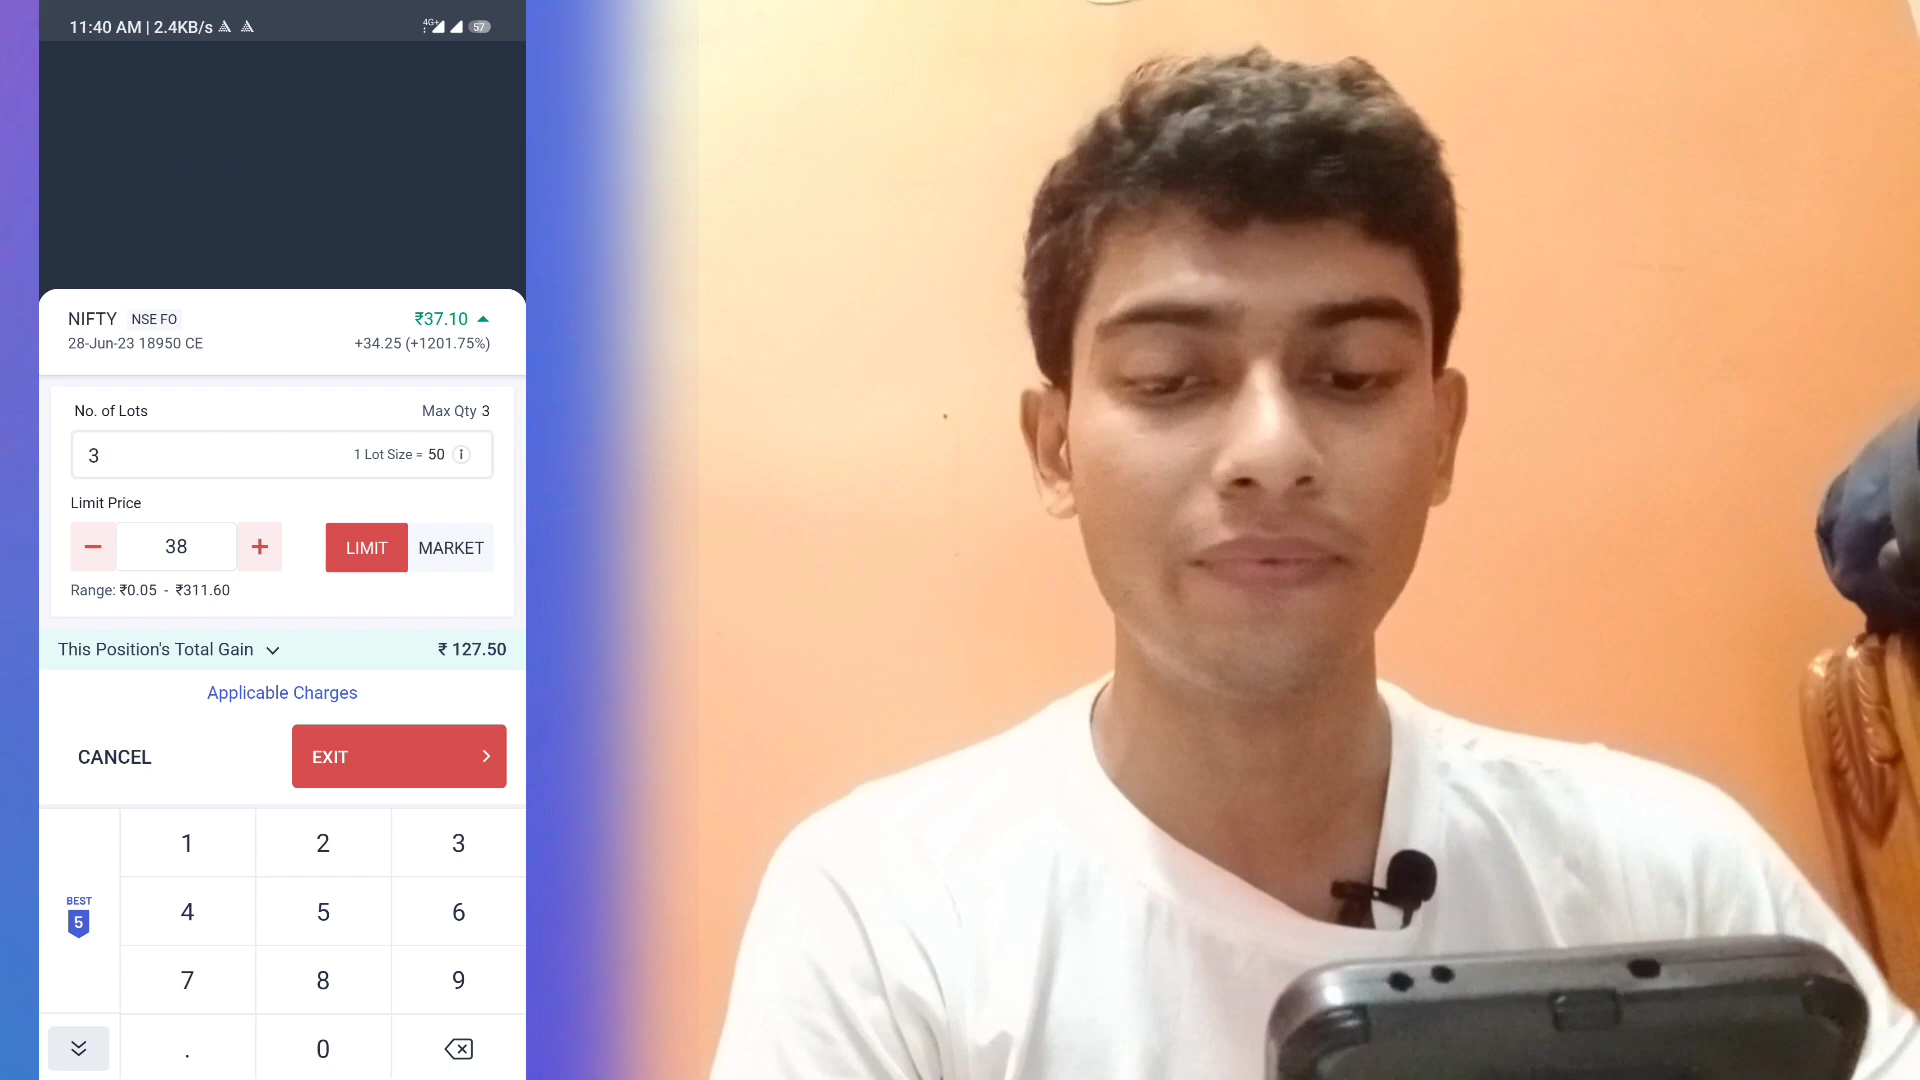 11:40 AM | 2.4KB/s
4G+
57
NIFTY NSE FO
₹37.10
28-Jun-23 18950 CE
+34.25 (+1201.75%)
No. of Lots
Max Qty 3
3
1 Lot Size = 50 i
Limit Price
− 38 +
LIMIT
MARKET
Range: ₹0.05 - ₹311.60
This Position's Total Gain
₹ 127.50
Applicable Charges
CANCEL
EXIT
BEST
5
1 2 3
4 5 6
7 8 9
. 0